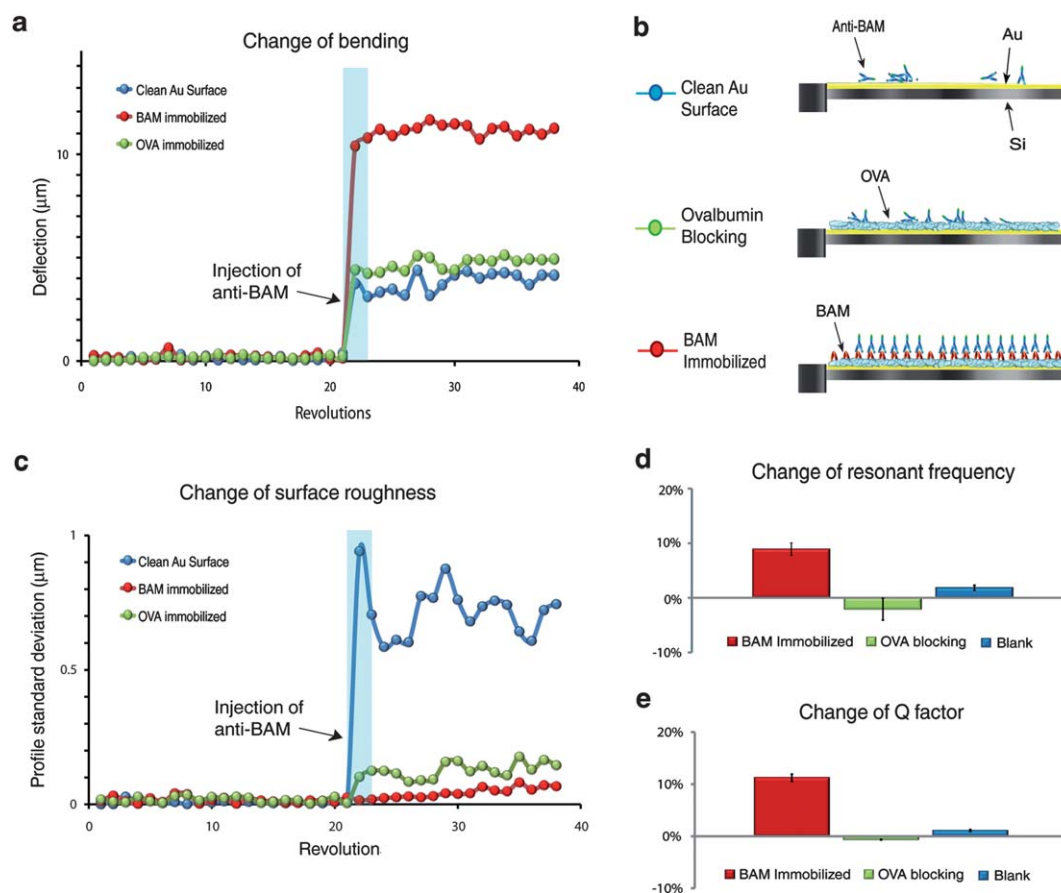 a
Change of bending
Clean Au Surface
BAM immobilized
OVA immobilized
10
0
Deflection (µm)
Injection of
anti-BAM
0
10
20
30
40
Revolutions
b
Clean Au
Surface
Anti-BAM
Au
Si
Ovalbumin
Blocking
OVA
BAM
Immobilized
BAM
c
Change of surface roughness
Clean Au Surface
BAM immobilized
OVA immobilized
1
0.5
0
Profile standard deviation (µm)
Injection of
anti-BAM
0
10
20
30
40
Revolution
d
Change of resonant frequency
20%
10%
0%
-10%
BAM Immobilized
OVA blocking
Blank
e
Change of Q factor
20%
10%
0%
-10%
BAM Immobilized
OVA blocking
Blank